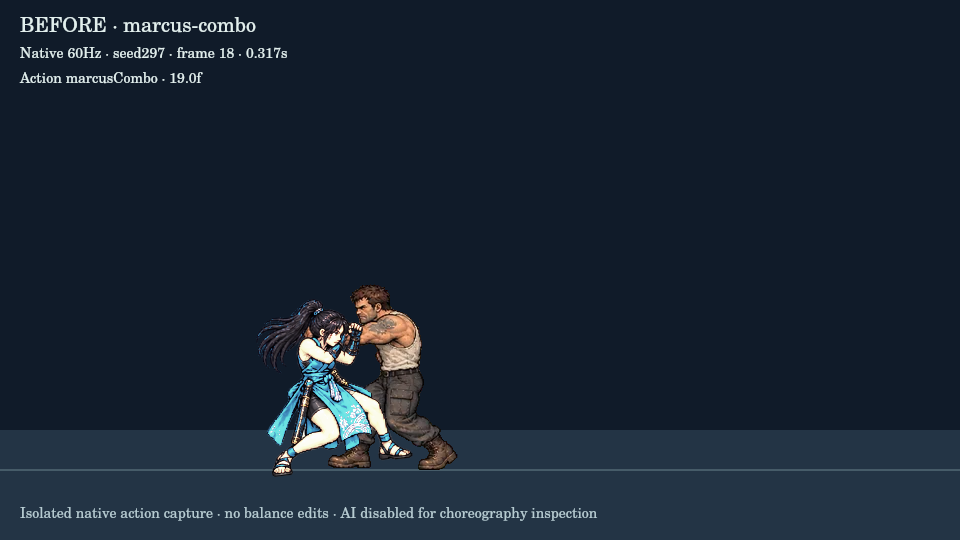 BEFORE · marcus-combo
Native 60Hz · seed297 · frame 18 · 0.317s
Action marcusCombo · 19.0f
Isolated native action capture · no balance edits · AI disabled for choreography inspection